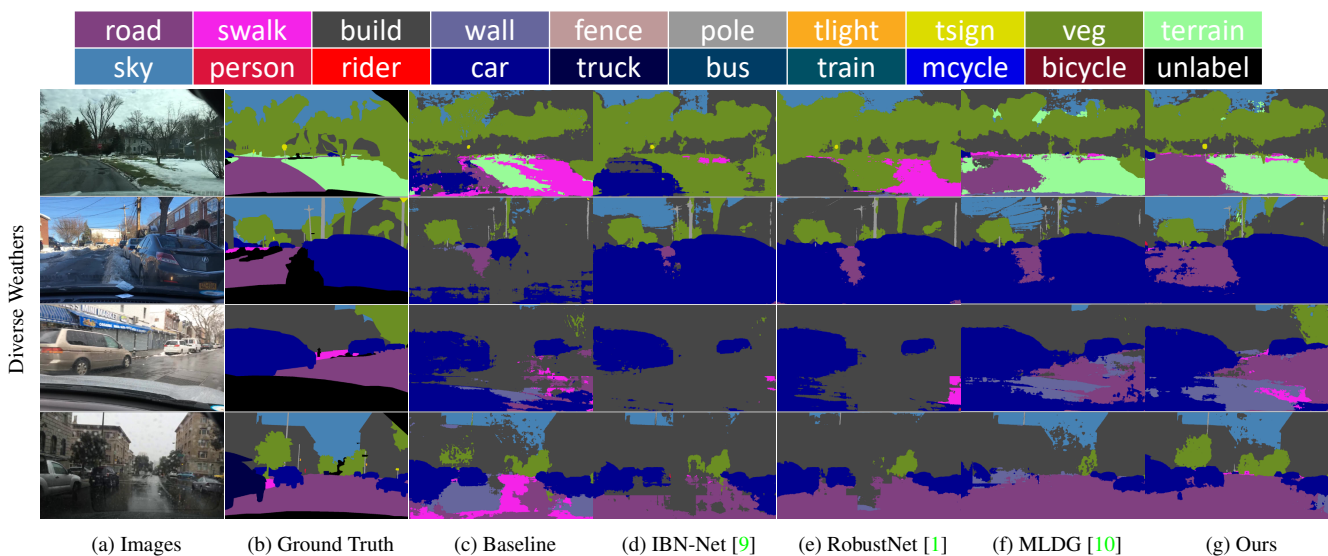 road swalk build wall fence pole tlight tsign veg terrain
sky person rider car truck bus train mcycle bicycle unlabel
Diverse Weathers
(a) Images (b) Ground Truth (c) Baseline (d) IBN-Net [9] (e) RobustNet [1] (f) MLDG [10] (g) Ours